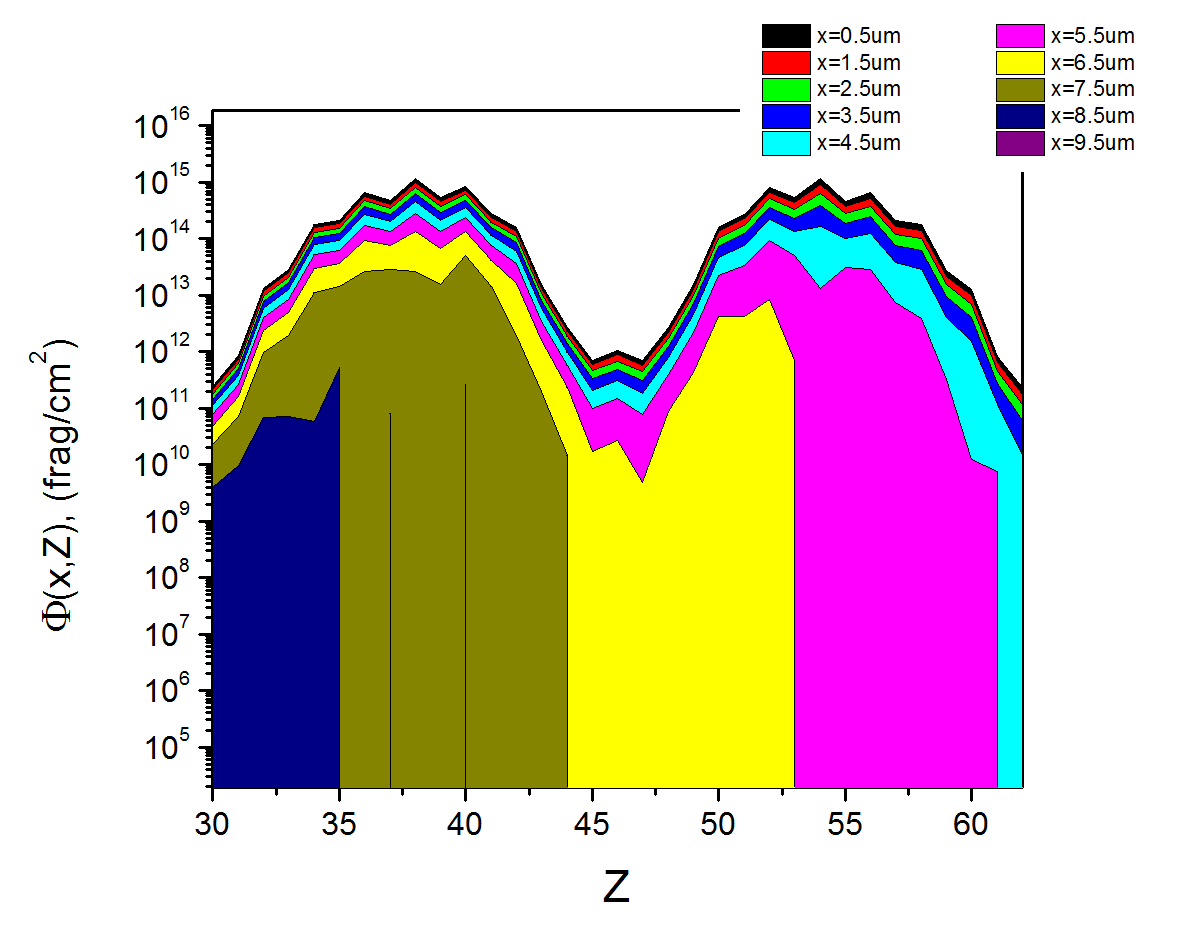 x=0.5um x=5.5um
x=1.5um x=6.5um
x=2.5um x=7.5um
x=3.5um x=8.5um
x=4.5um x=9.5um
10^16
10^15
10^14
10^13
10^12
10^11
10^10
10^9
10^8
10^7
10^6
10^5
Φ(x,Z), (frag/cm^2)
30 35 40 45 50 55 60
Z